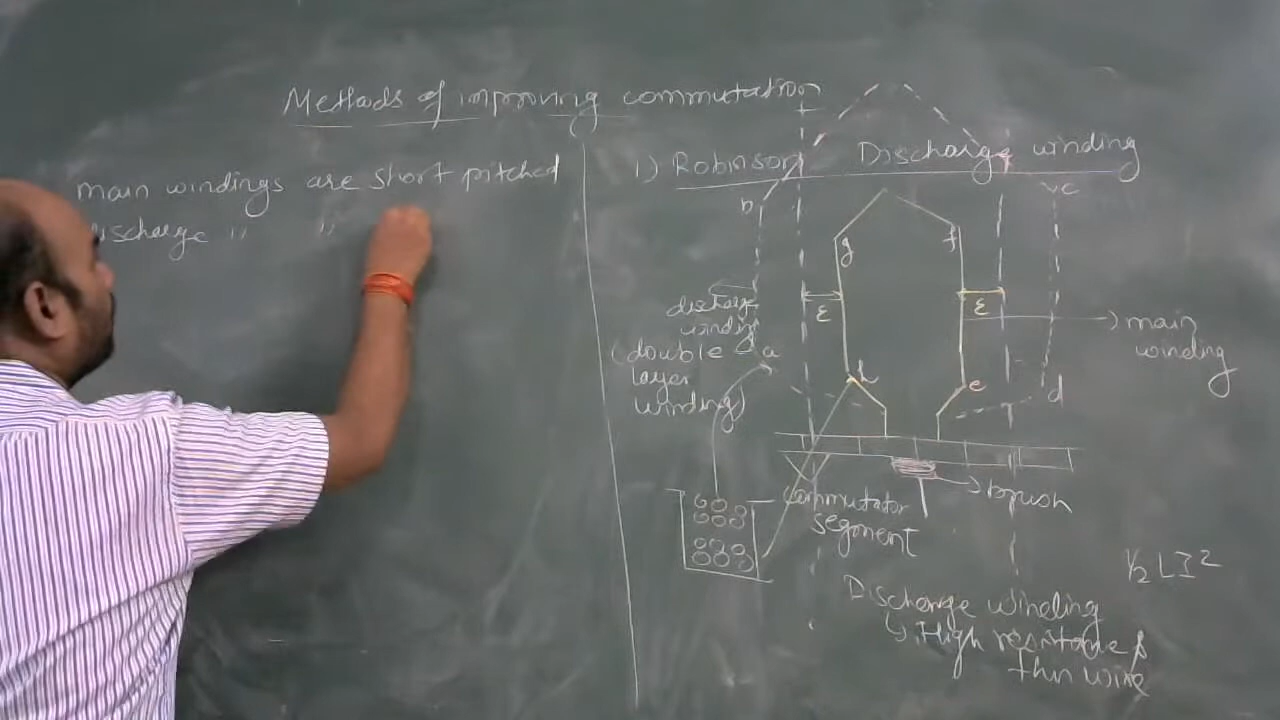 Methods of improving commutation
main windings are short pitched
discharge " "
1) Robinson Discharge winding
b
c
g
f
discharge
winding
(double
layer
winding)
a
ε
ε
main
winding
h
e
d
commutator
segment
brush
1/2 LI²
Discharge winding
↳ High resistance &
thin wire